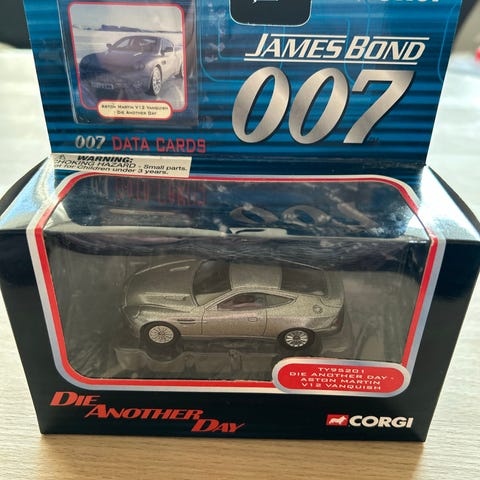 JAMES BOND
007
ASTON MARTIN V12 VANQUISH
- DIE ANOTHER DAY
007 DATA CARDS
WARNING:
CHOKING HAZARD - Small parts.
for Children under 3 years.
TY95201
DIE ANOTHER DAY -
ASTON MARTIN
V12 VANQUISH
DIE
ANOTHER
DAY
CORGI